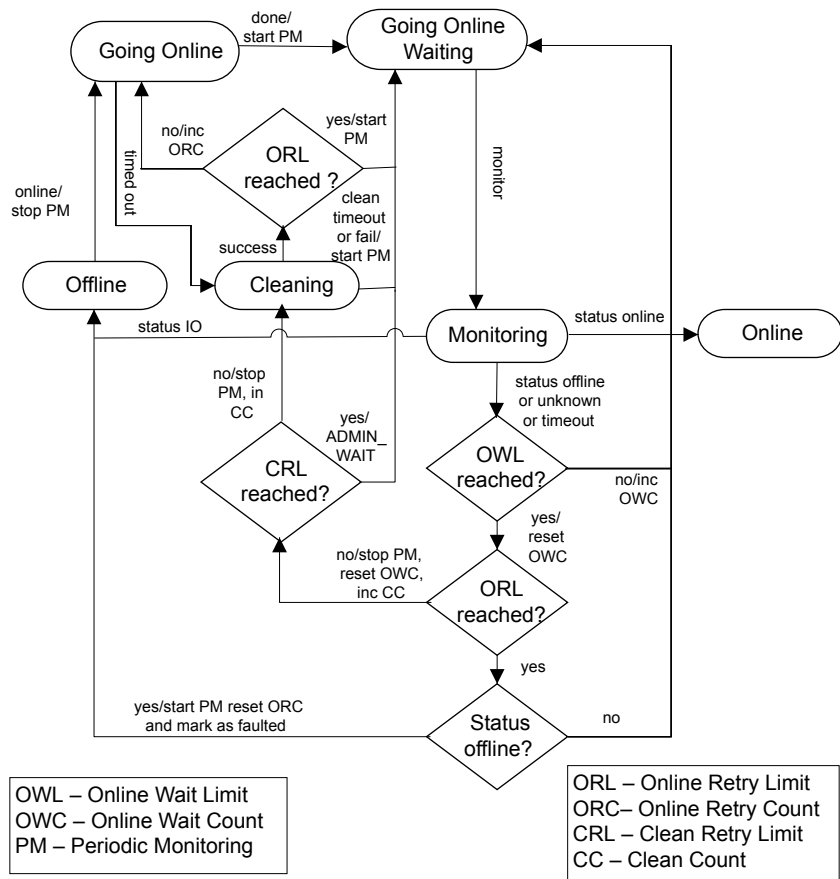 done/
start PM
Going Online
Going Online
Waiting
no/inc
ORC
yes/start
PM
ORL
reached ?
timed out
monitor
online/
stop PM
clean
timeout
or fail/
start PM
success
Offline
Cleaning
status IO
Monitoring
status online
Online
no/stop
PM, in
CC
status offline
or unknown
or timeout
yes/
ADMIN_
WAIT
CRL
reached?
OWL
reached?
no/inc
OWC
yes/
reset
OWC
no/stop PM,
reset OWC,
inc CC
ORL
reached?
yes
yes/start PM reset ORC
and mark as faulted
Status
offline?
no
OWL – Online Wait Limit
OWC – Online Wait Count
PM – Periodic Monitoring
ORL – Online Retry Limit
ORC– Online Retry Count
CRL – Clean Retry Limit
CC – Clean Count